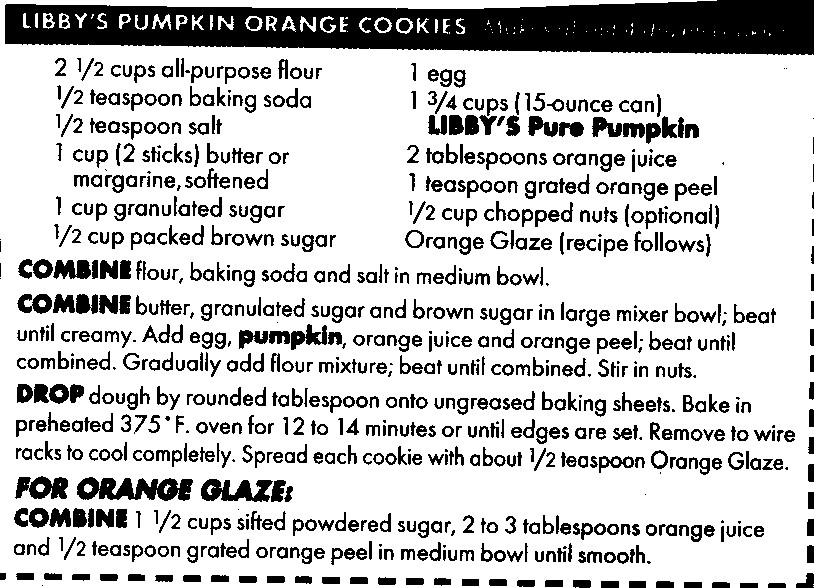 LIBBY'S PUMPKIN ORANGE COOKIES
2 1/2 cups all-purpose flour
1/2 teaspoon baking soda
1/2 teaspoon salt
1 cup (2 sticks) butter or
margarine, softened
1 cup granulated sugar
1/2 cup packed brown sugar
1 egg
1 3/4 cups (15-ounce can)
LIBBY'S Pure Pumpkin
2 tablespoons orange juice
1 teaspoon grated orange peel
1/2 cup chopped nuts (optional)
Orange Glaze (recipe follows)
COMBINE flour, baking soda and salt in medium bowl.
COMBINE butter, granulated sugar and brown sugar in large mixer bowl; beat
until creamy. Add egg, pumpkin, orange juice and orange peel; beat until
combined. Gradually add flour mixture; beat until combined. Stir in nuts.
DROP dough by rounded tablespoon onto ungreased baking sheets. Bake in
preheated 375° F. oven for 12 to 14 minutes or until edges are set. Remove to wire
racks to cool completely. Spread each cookie with about 1/2 teaspoon Orange Glaze.
FOR ORANGE GLAZE:
COMBINE 1 1/2 cups sifted powdered sugar, 2 to 3 tablespoons orange juice
and 1/2 teaspoon grated orange peel in medium bowl until smooth.